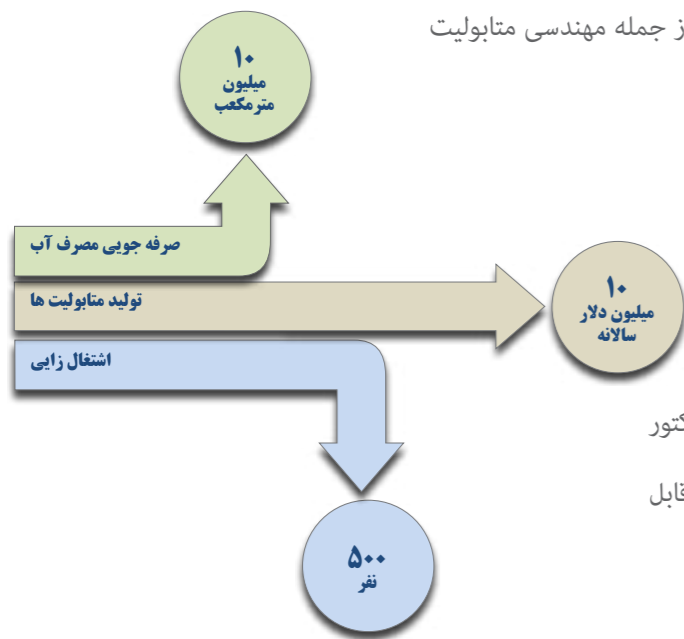 ز جمله مهندسی متابولیت
۱۰
میلیون
مترمکعب
صرفه جویی مصرف آب
تولید متابولیت ها
۱۰
میلیون دلار
سالانه
اشتغال زایی
کتور
قابل
۵۰۰
نفر